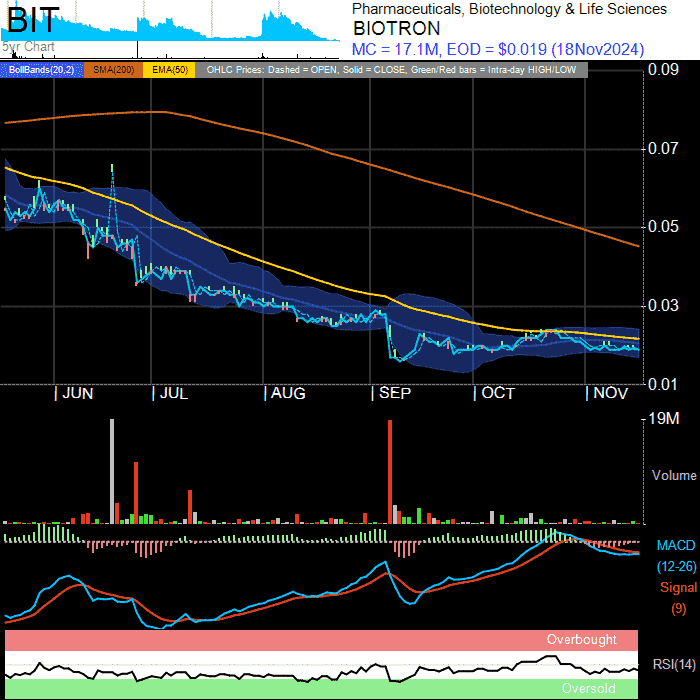 BIT
5yr Chart
Pharmaceuticals, Biotechnology & Life Sciences
BIOTRON
MC = 17.1M, EOD = $0.019 (18Nov2024)
BollBands(20,2) SMA(200) EMA(50) OHLC Prices: Dashed = OPEN, Solid = CLOSE, Green/Red bars = Intra-day HIGH/LOW
0.09
0.07
0.05
0.03
0.01
| JUN | JUL | AUG | SEP | OCT | NOV
19M
Volume
MACD
(12-26)
Signal
(9)
Overbought
RSI(14)
Oversold